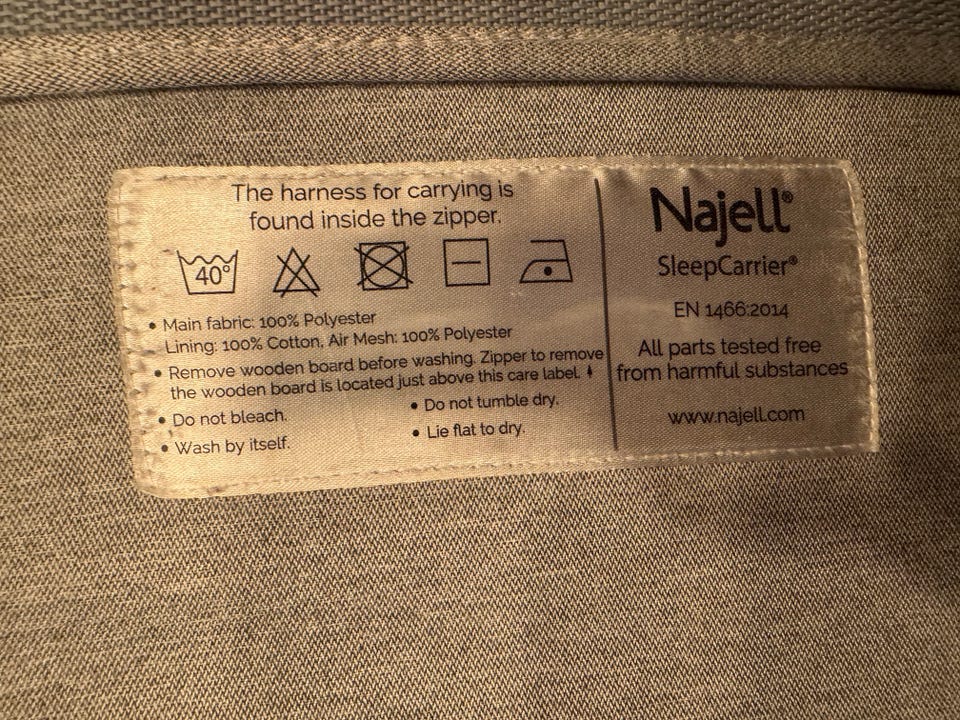 The harness for carrying is
found inside the zipper.
40°
• Main fabric: 100% Polyester
Lining: 100% Cotton, Air Mesh: 100% Polyester
• Remove wooden board before washing. Zipper to remove
the wooden board is located just above this care label.
• Do not bleach.
• Do not tumble dry.
• Wash by itself.
• Lie flat to dry.
Najell®
SleepCarrier®
EN 1466:2014
All parts tested free
from harmful substances
www.najell.com